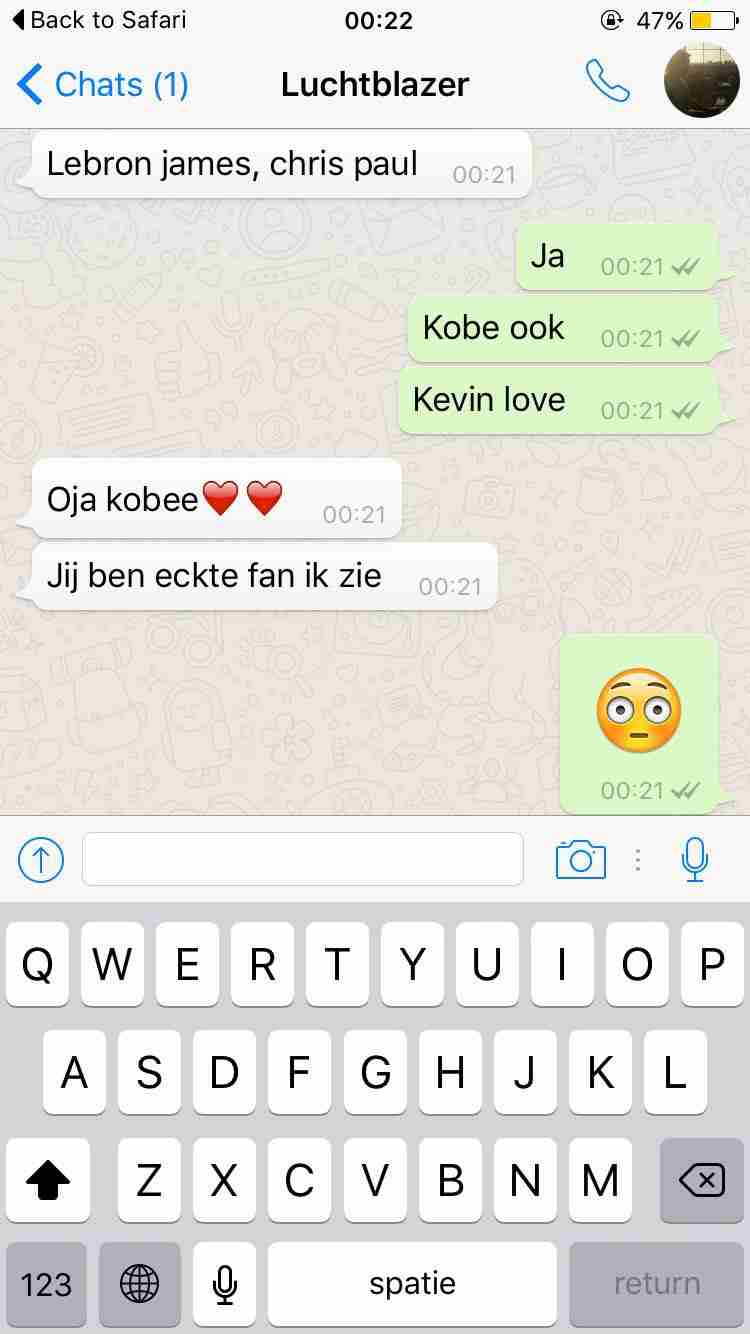 Back to Safari 00:22 47%
Chats (1) Luchtblazer
Lebron james, chris paul 00:21
Ja 00:21
Kobe ook 00:21
Kevin love 00:21
Oja kobee❤️❤️ 00:21
Jij ben eckte fan ik zie 00:21
😳
00:21
Q W E R T Y U I O P
A S D F G H J K L
Z X C V B N M
123 spatie return